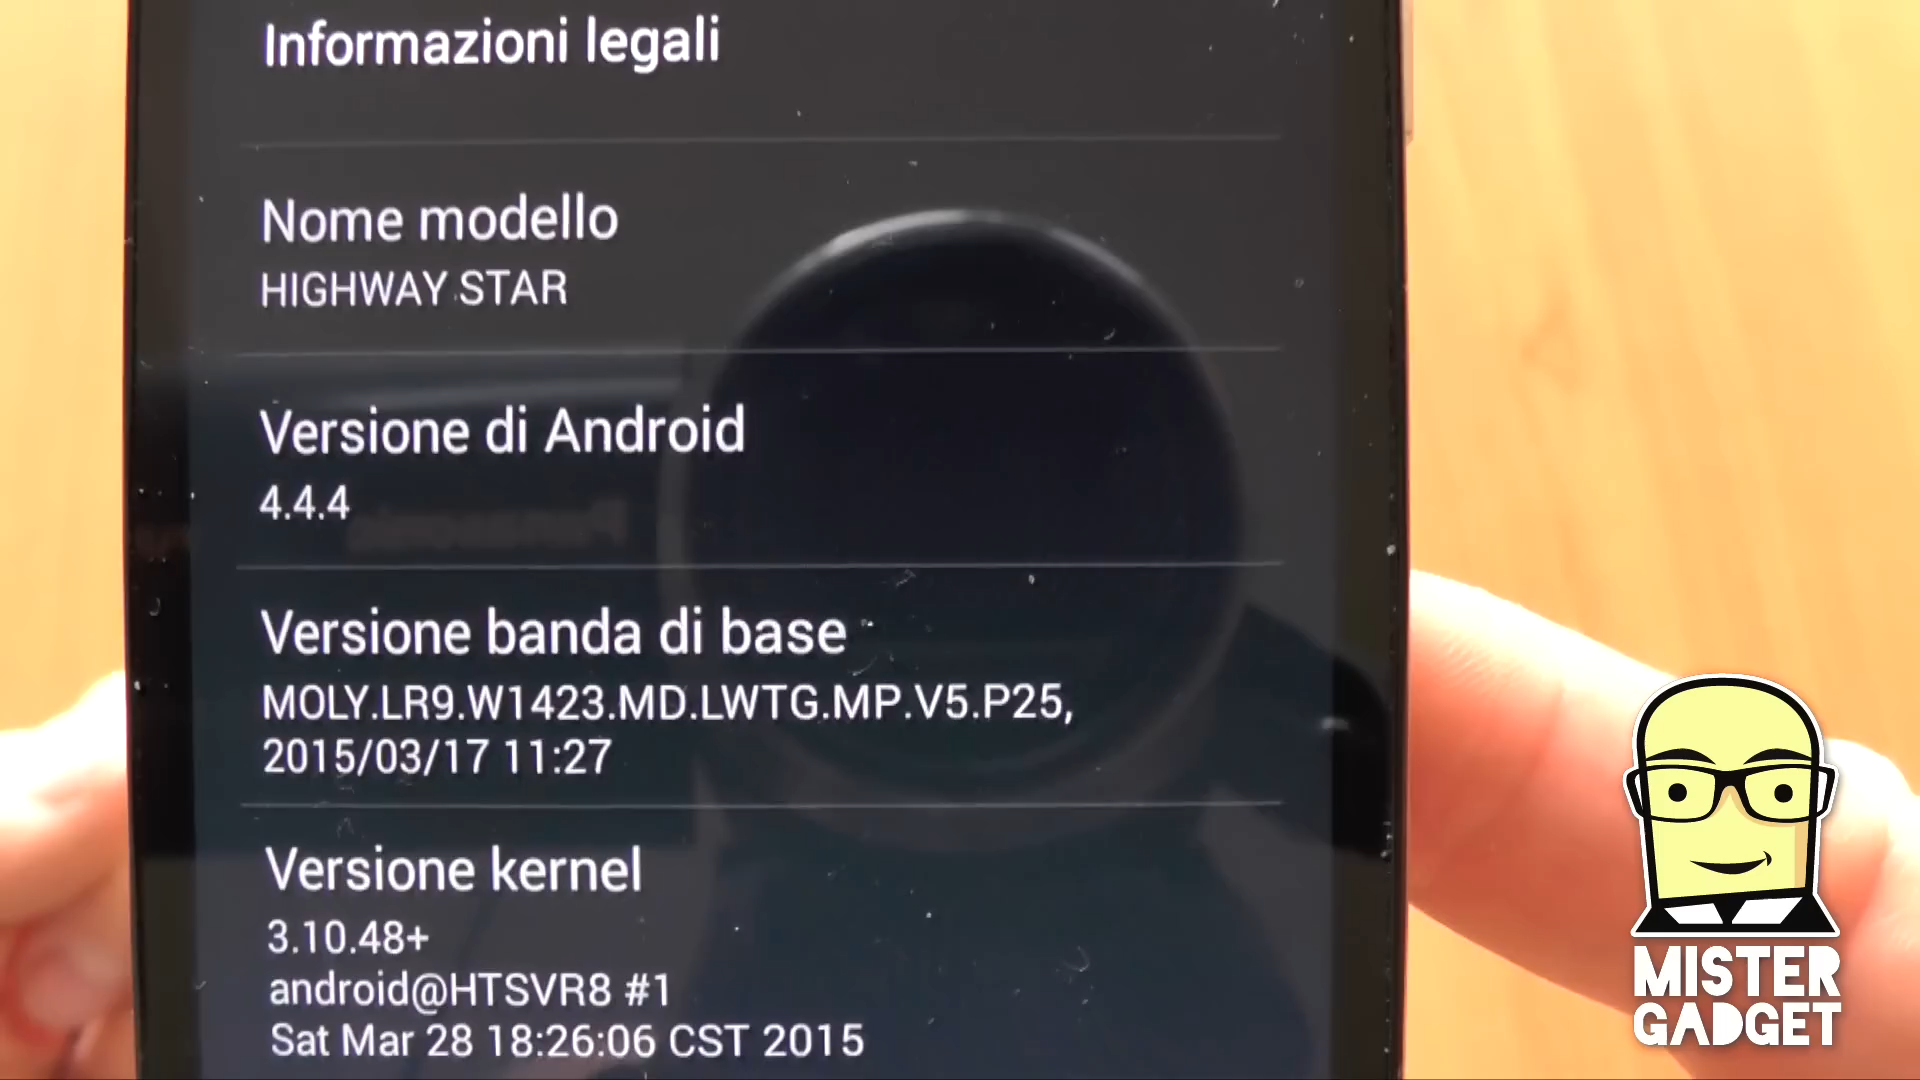 Informazioni legali
Nome modello
HIGHWAY STAR
Versione di Android
4.4.4
Versione banda di base
MOLY.LR9.W1423.MD.LWTG.MP.V5.P25,
2015/03/17 11:27
Versione kernel
3.10.48+
android@HTSVR8 #1
Sat Mar 28 18:26:06 CST 2015
MISTER
GADGET